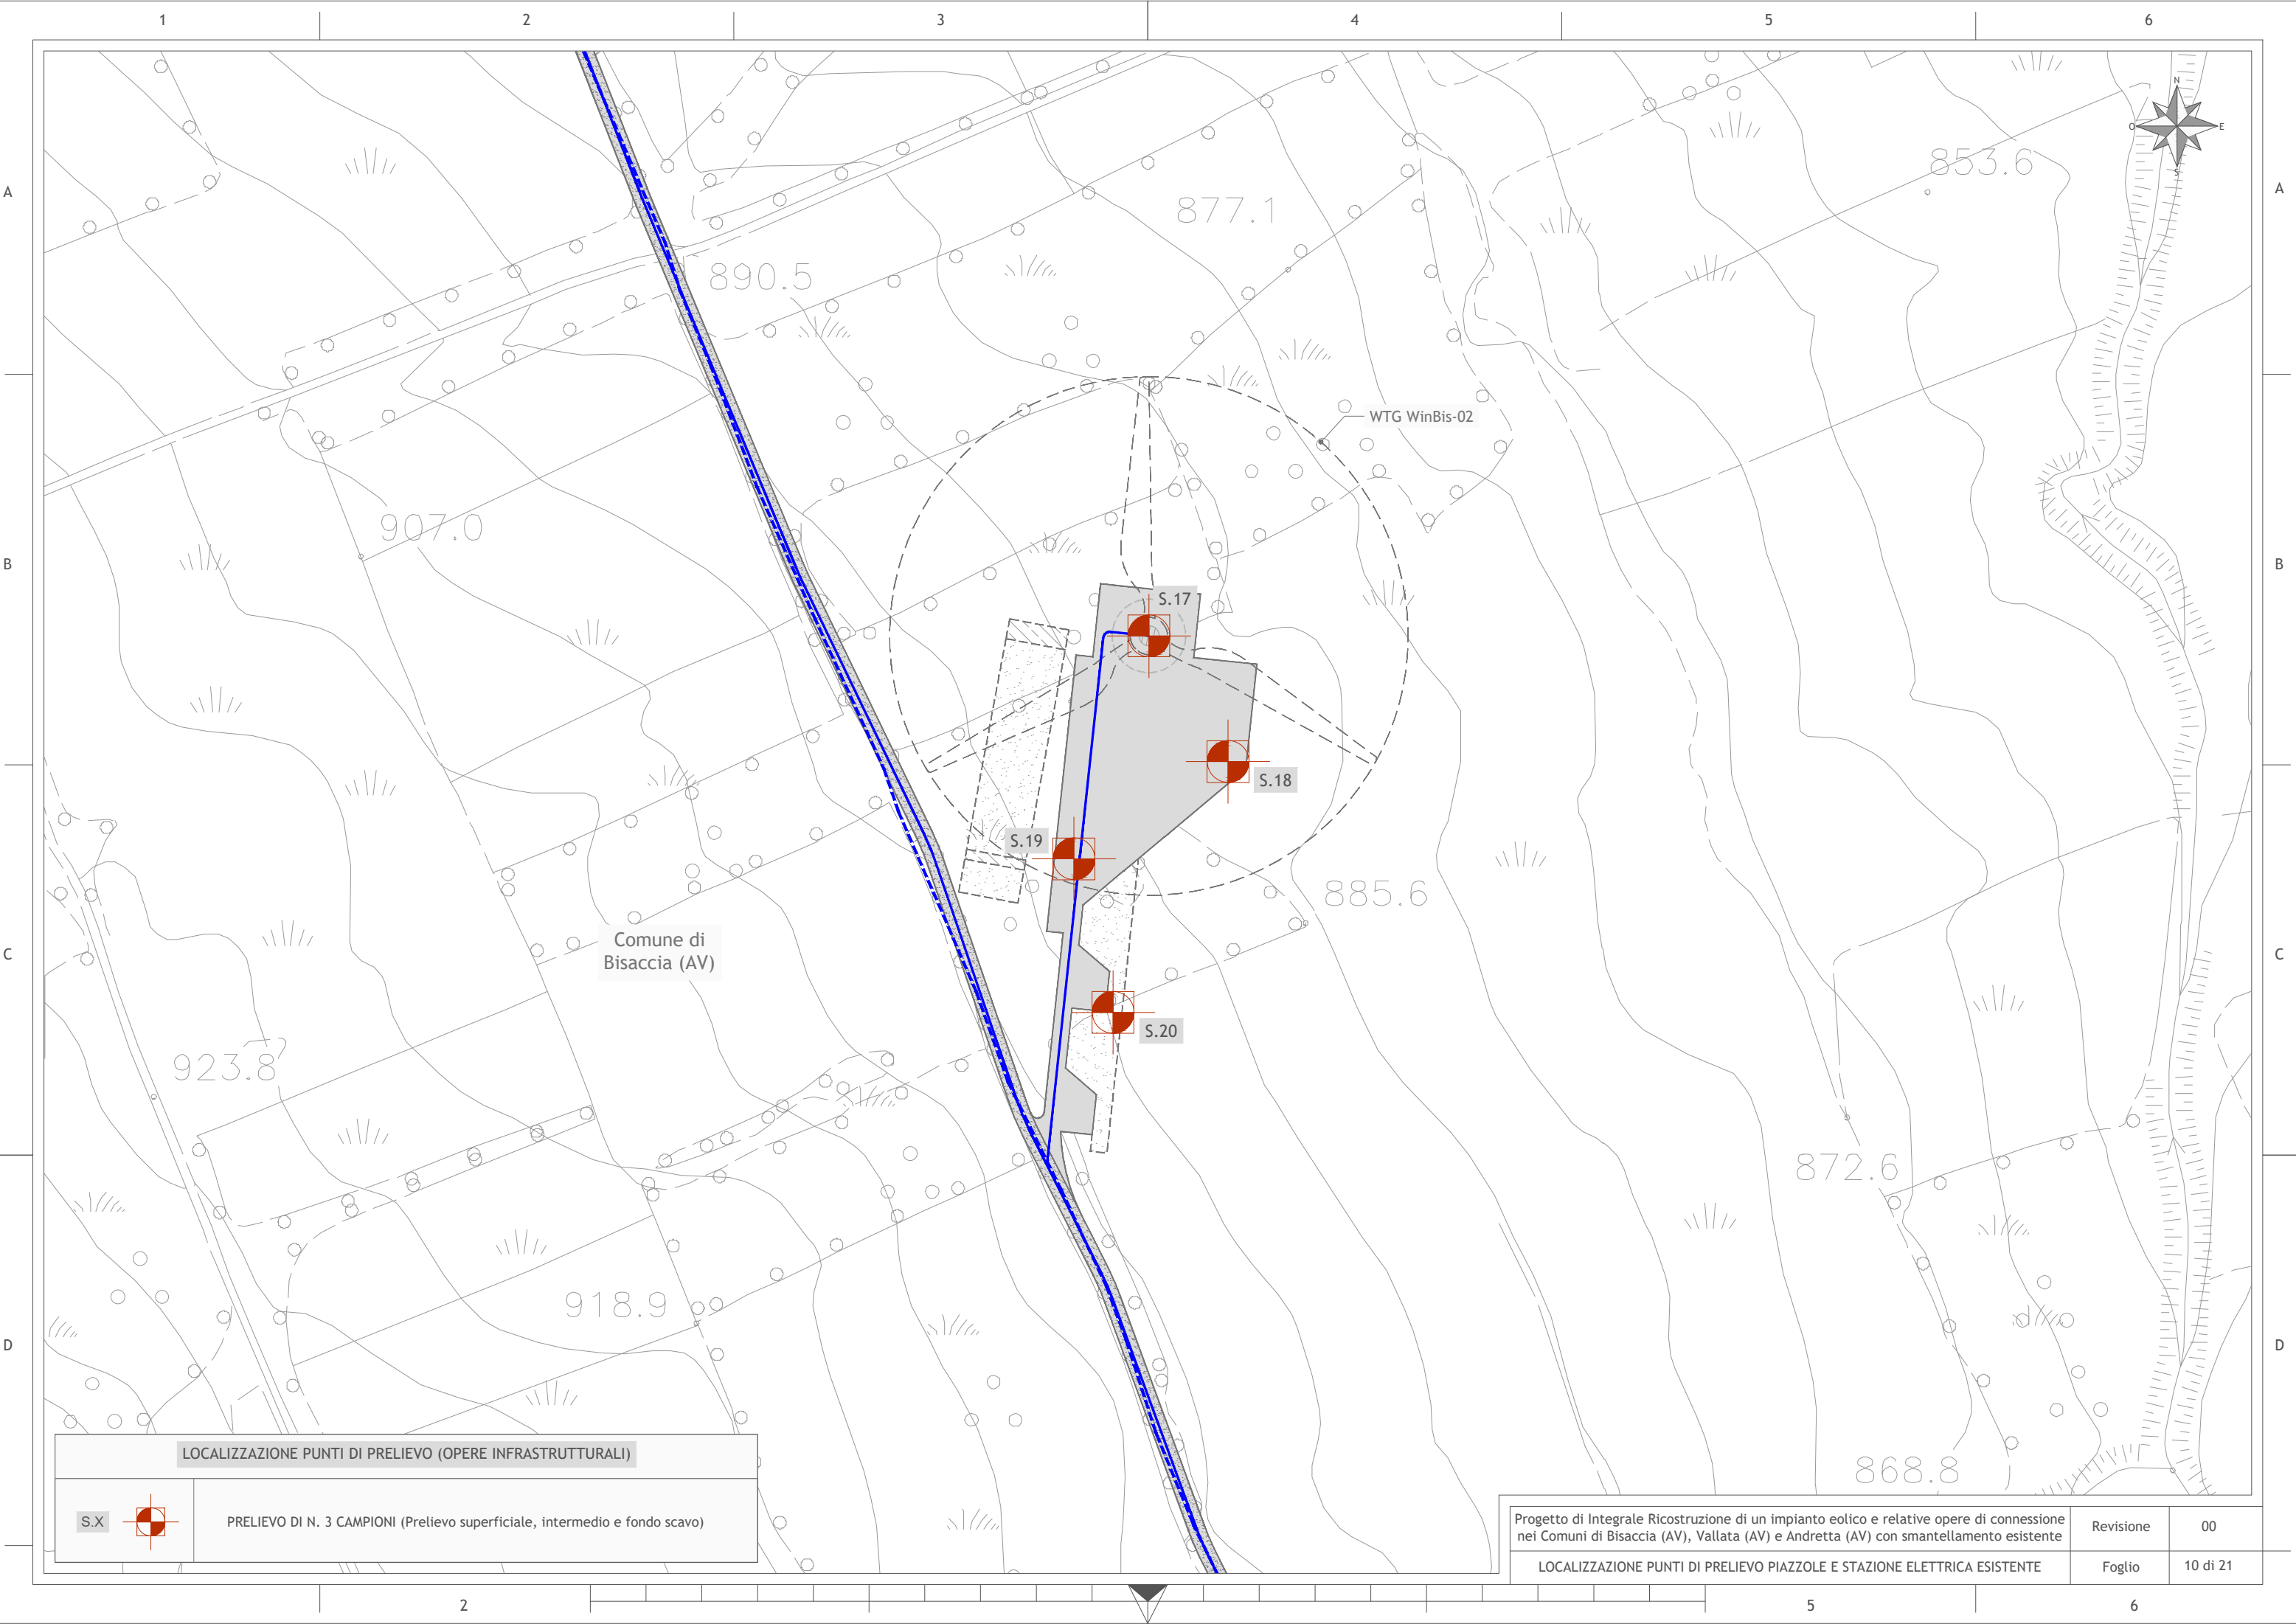 1 2 3 4 5 6
N
O E
S
A A
853.6
877.1
890.5
WTG WinBis-02
907.0
B B
S.17
S.18
S.19
885.6
Comune di
Bisaccia (AV)
C C
S.20
923.8
872.6
918.9
D D
868.8
LOCALIZZAZIONE PUNTI DI PRELIEVO (OPERE INFRASTRUTTURALI)
S.X PRELIEVO DI N. 3 CAMPIONI (Prelievo superficiale, intermedio e fondo scavo)
Progetto di Integrale Ricostruzione di un impianto eolico e relative opere di connessione
nei Comuni di Bisaccia (AV), Vallata (AV) e Andretta (AV) con smantellamento esistente
Revisione 00
LOCALIZZAZIONE PUNTI DI PRELIEVO PIAZZOLE E STAZIONE ELETTRICA ESISTENTE
Foglio 10 di 21
2 5 6